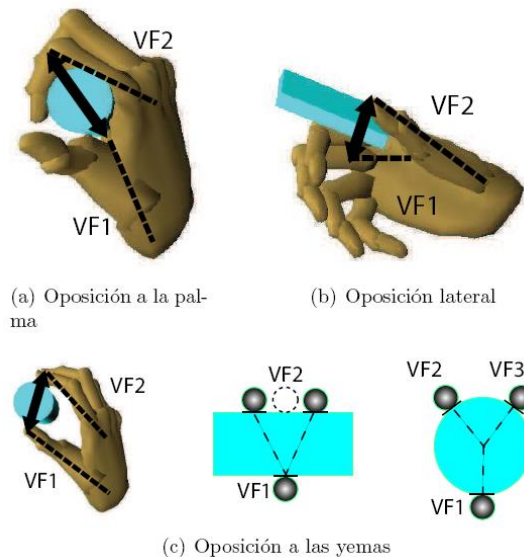 VF2
VF1
(a) Oposición a la pal-
ma
VF2
VF1
(b) Oposición lateral
VF2
VF1
VF2
VF1
VF2 VF3
VF1
(c) Oposición a las yemas